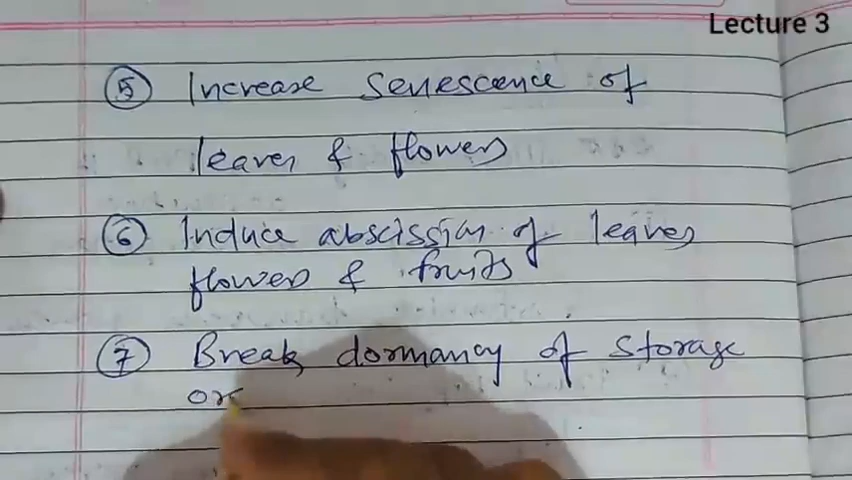 Lecture 3
⑤ Increase senescence of
leaves & flowers
⑥ Induce abscission of leaves
flowers & fruits
⑦ Break dormancy of storage
or